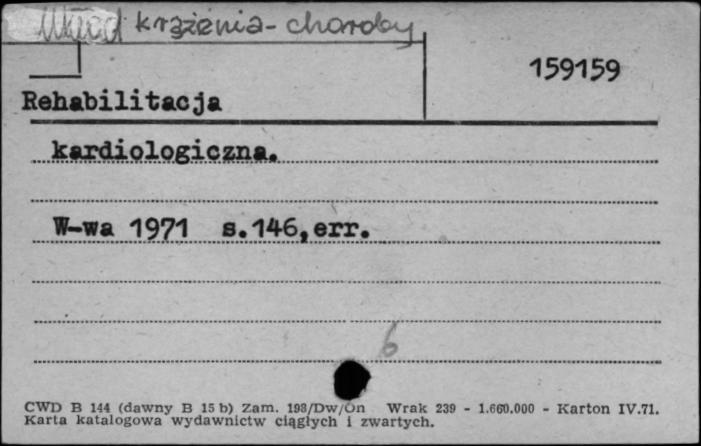 Układ krążenia - choroby
159159
Rehabilitacja
kardiologiczna.
W-wa 1971 s.146,err.
6
CWD B 144 (dawny B 15 b) Zam. 193/Dw/On Wrak 239 - 1.660.000 - Karton IV.71.
Karta katalogowa wydawnictw ciągłych i zwartych.